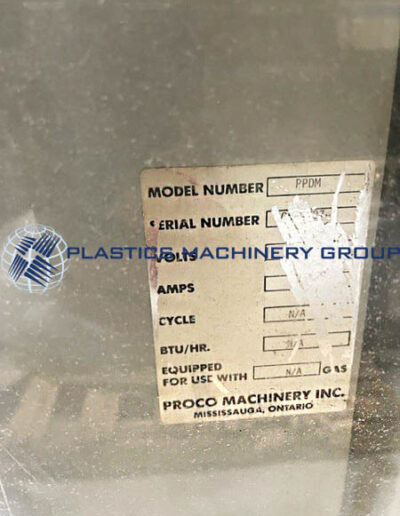 MODEL NUMBER PPDM
SERIAL NUMBER
PLASTICS MACHINERY GROUP
VOLTS
AMPS
CYCLE N/A
BTU/HR. N/A
EQUIPPED
FOR USE WITH N/A GAS
PROCO MACHINERY INC.
MISSISSAUGA, ONTARIO